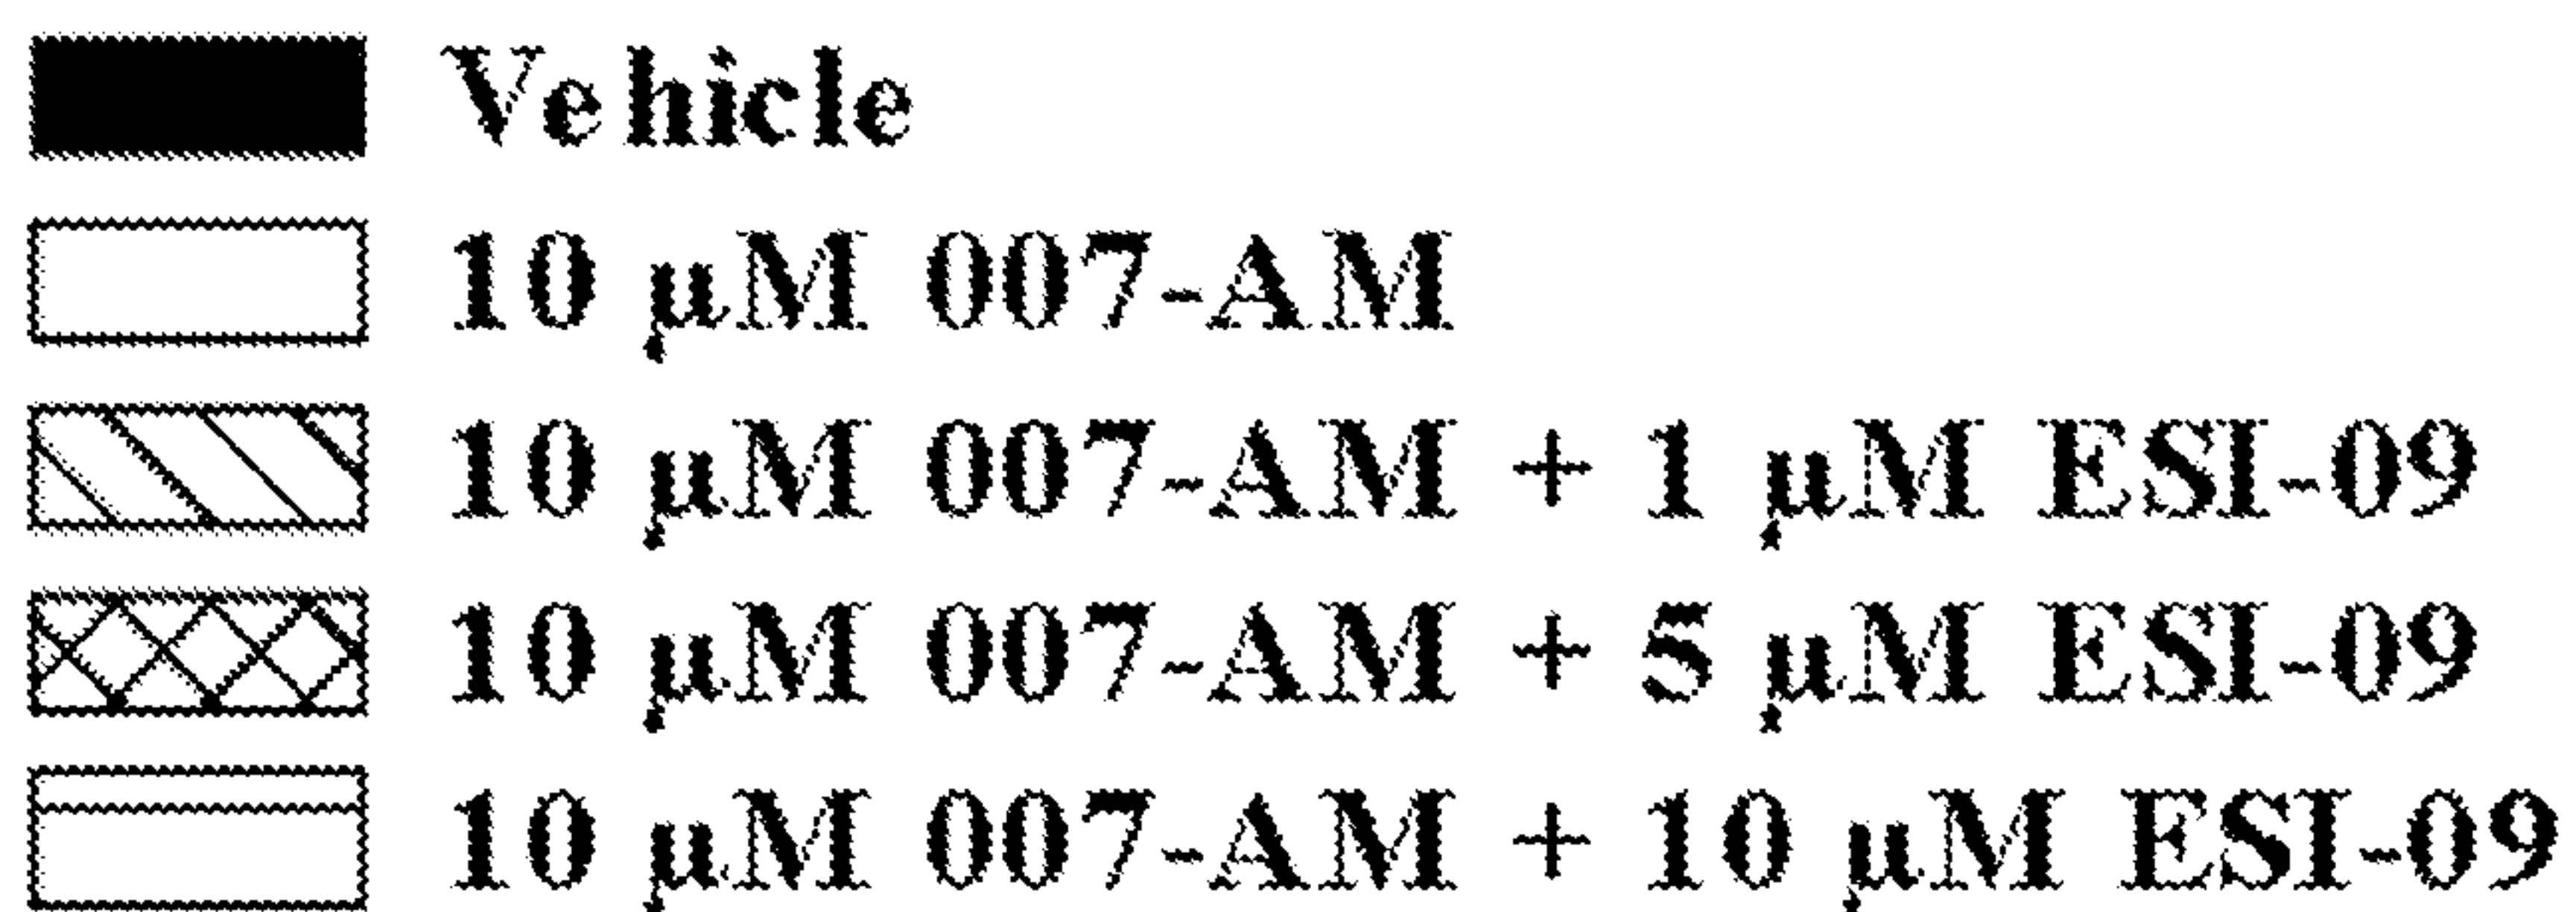 Vehicle
10 µM 007-AM
10 µM 007-AM + 1 µM ESI-09
10 µM 007-AM + 5 µM ESI-09
10 µM 007-AM + 10 µM ESI-09